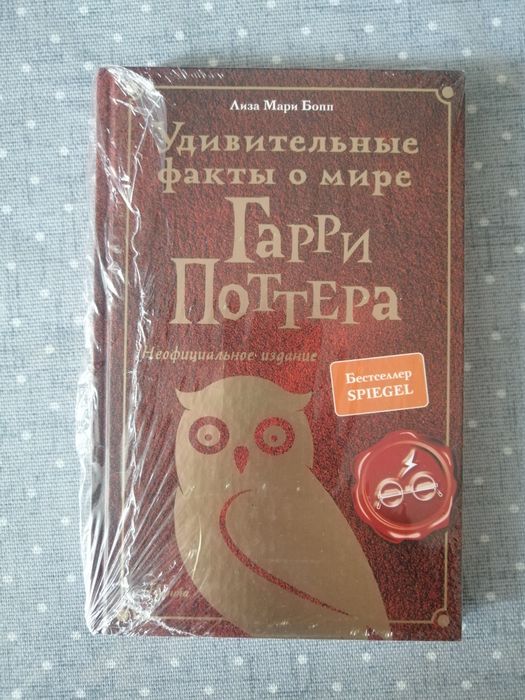 Лиза Мари Бопп
Удивительные
факты о мире
Гарри
Поттера
Неофициальное издание
Бестселлер
SPIEGEL